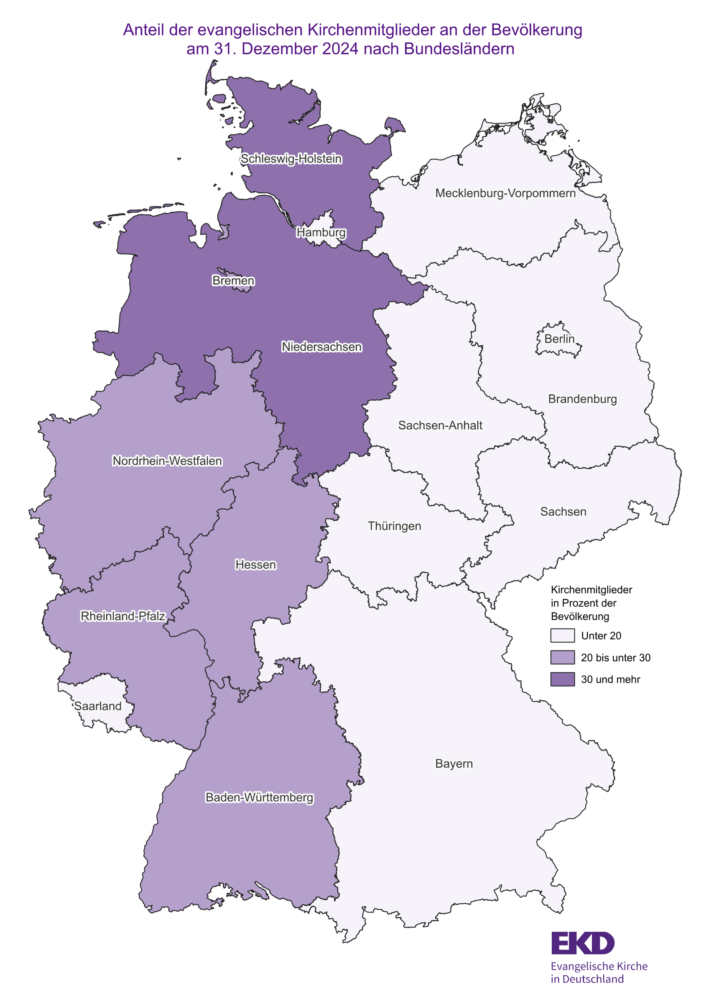 Anteil der evangelischen Kirchenmitglieder an der Bevölkerung
am 31. Dezember 2024 nach Bundesländern
Schleswig-Holstein
Mecklenburg-Vorpommern
Hamburg
Bremen
Berlin
Niedersachsen
Brandenburg
Sachsen-Anhalt
Nordrhein-Westfalen
Sachsen
Thüringen
Hessen
Rheinland-Pfalz
Saarland
Bayern
Baden-Württemberg
Kirchenmitglieder
in Prozent der
Bevölkerung
Unter 20
20 bis unter 30
30 und mehr
EKD
Evangelische Kirche
in Deutschland